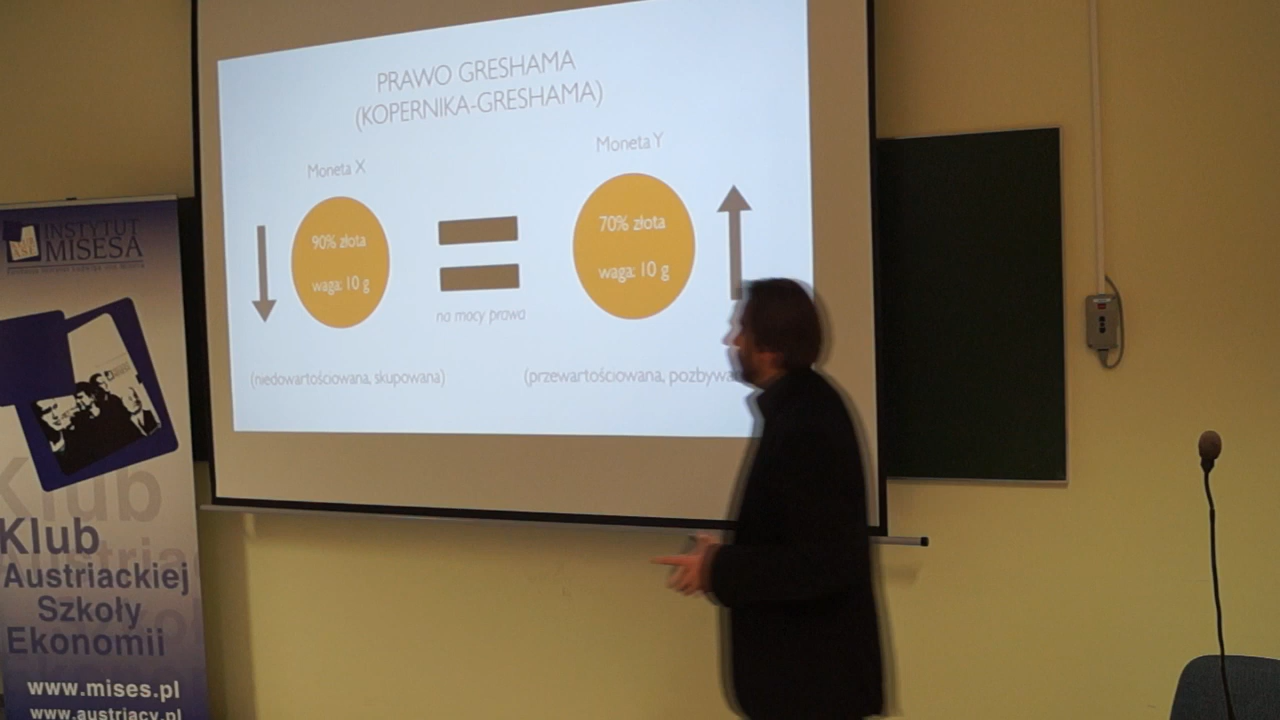 PRAWO GRESHAMA
(KOPERNIKA-GRESHAMA)
Moneta X
Moneta Y
90% złota
waga: 10 g
70% złota
waga: 10 g
na mocy prawa
(niedowartościowana, skupowana)
(przewartościowana,
INSTYTUT
MISESA
Klub
Klub
Austriackiej
Szkoły
Ekonomii
www.mises.pl
www.austriacy.pl